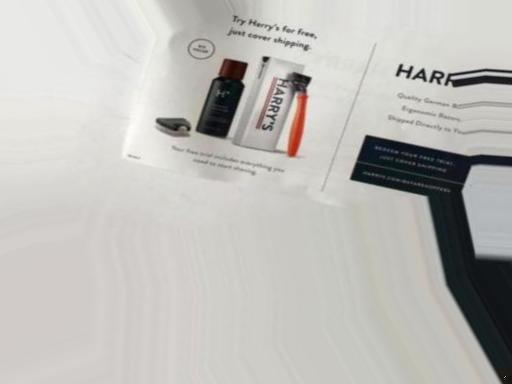 Try Harry's for free,
just cover shipping.
H'
HARRY'S
Your free trial includes everything you
need to start shaving.
HARR
Quality German
Ergonomic Razors
Shipped Directly to You
REDEEM YOUR FREE TRIAL,
JUST COVER SHIPPING